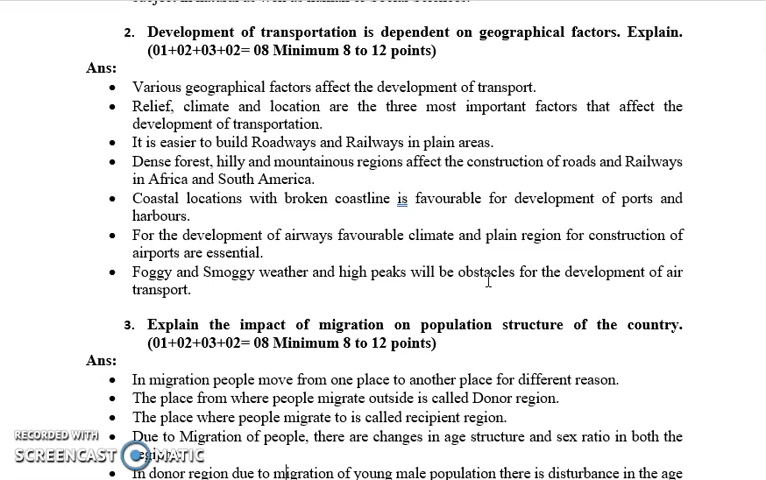 2. Development of transportation is dependent on geographical factors. Explain.
(01+02+03+02= 08 Minimum 8 to 12 points)
Ans:
• Various geographical factors affect the development of transport.
• Relief, climate and location are the three most important factors that affect the
development of transportation.
• It is easier to build Roadways and Railways in plain areas.
• Dense forest, hilly and mountainous regions affect the construction of roads and Railways
in Africa and South America.
• Coastal locations with broken coastline is favourable for development of ports and
harbours.
• For the development of airways favourable climate and plain region for construction of
airports are essential.
• Foggy and Smoggy weather and high peaks will be obstacles for the development of air
transport.
3. Explain the impact of migration on population structure of the country.
(01+02+03+02= 08 Minimum 8 to 12 points)
Ans:
• In migration people move from one place to another place for different reason.
• The place from where people migrate outside is called Donor region.
• The place where people migrate to is called recipient region.
• Due to Migration of people, there are changes in age structure and sex ratio in both the
RECORDED WITH
SCREENCAST MATIC
• In donor region due to migration of young male population there is disturbance in the age